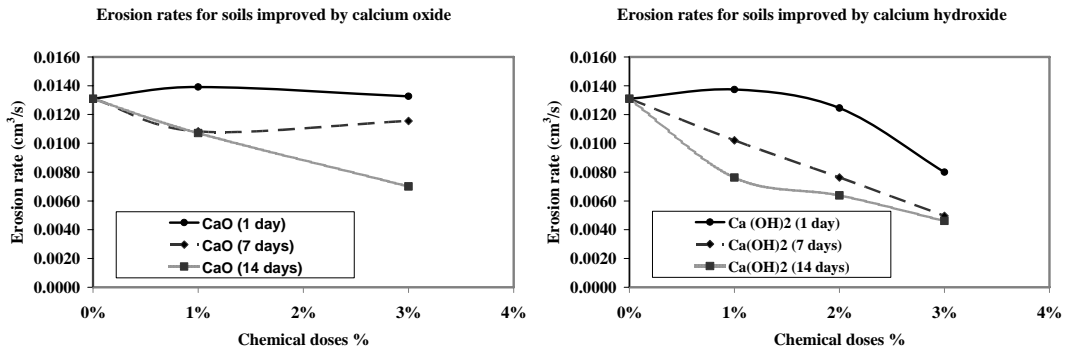 Erosion rates for soils improved by calcium oxide
0.0160
0.0140
0.0120
0.0100
0.0080
0.0060
0.0040
0.0020
0.0000
Erosion rate (cm³/s)
CaO (1 day)
CaO (7 days)
CaO (14 days)
0% 1% 2% 3% 4%
Chemical doses %
Erosion rates for soils improved by calcium hydroxide
0.0160
0.0140
0.0120
0.0100
0.0080
0.0060
0.0040
0.0020
0.0000
Erosion rate (cm³/s)
Ca (OH)2 (1 day)
Ca(OH)2 (7 days)
Ca(OH)2 (14 days)
0% 1% 2% 3% 4%
Chemical doses %